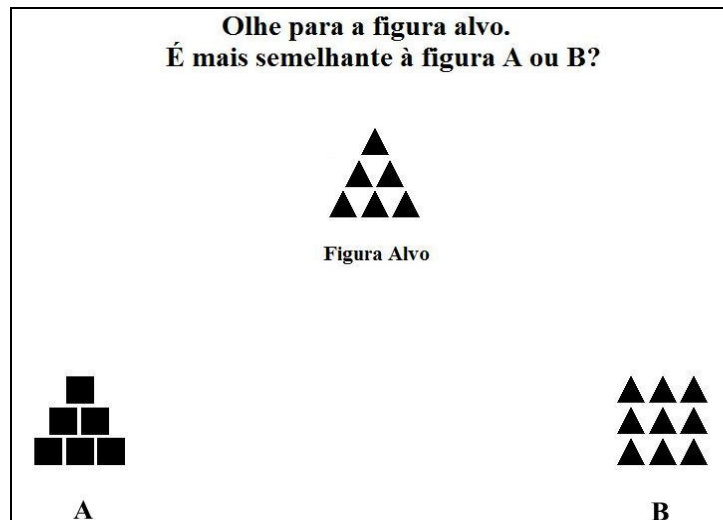 Olhe para a figura alvo.
É mais semelhante à figura A ou B?
Figura Alvo
A
B